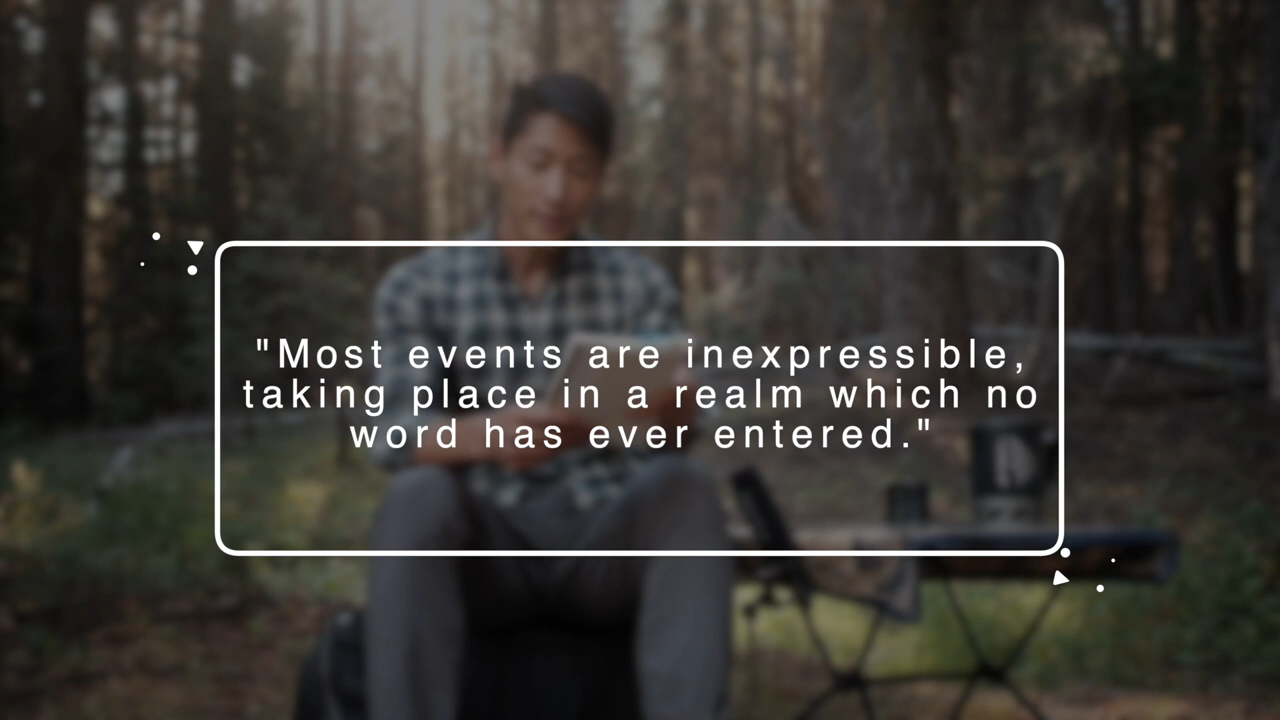 "Most events are inexpressible,
taking place in a realm which no
word has ever entered."